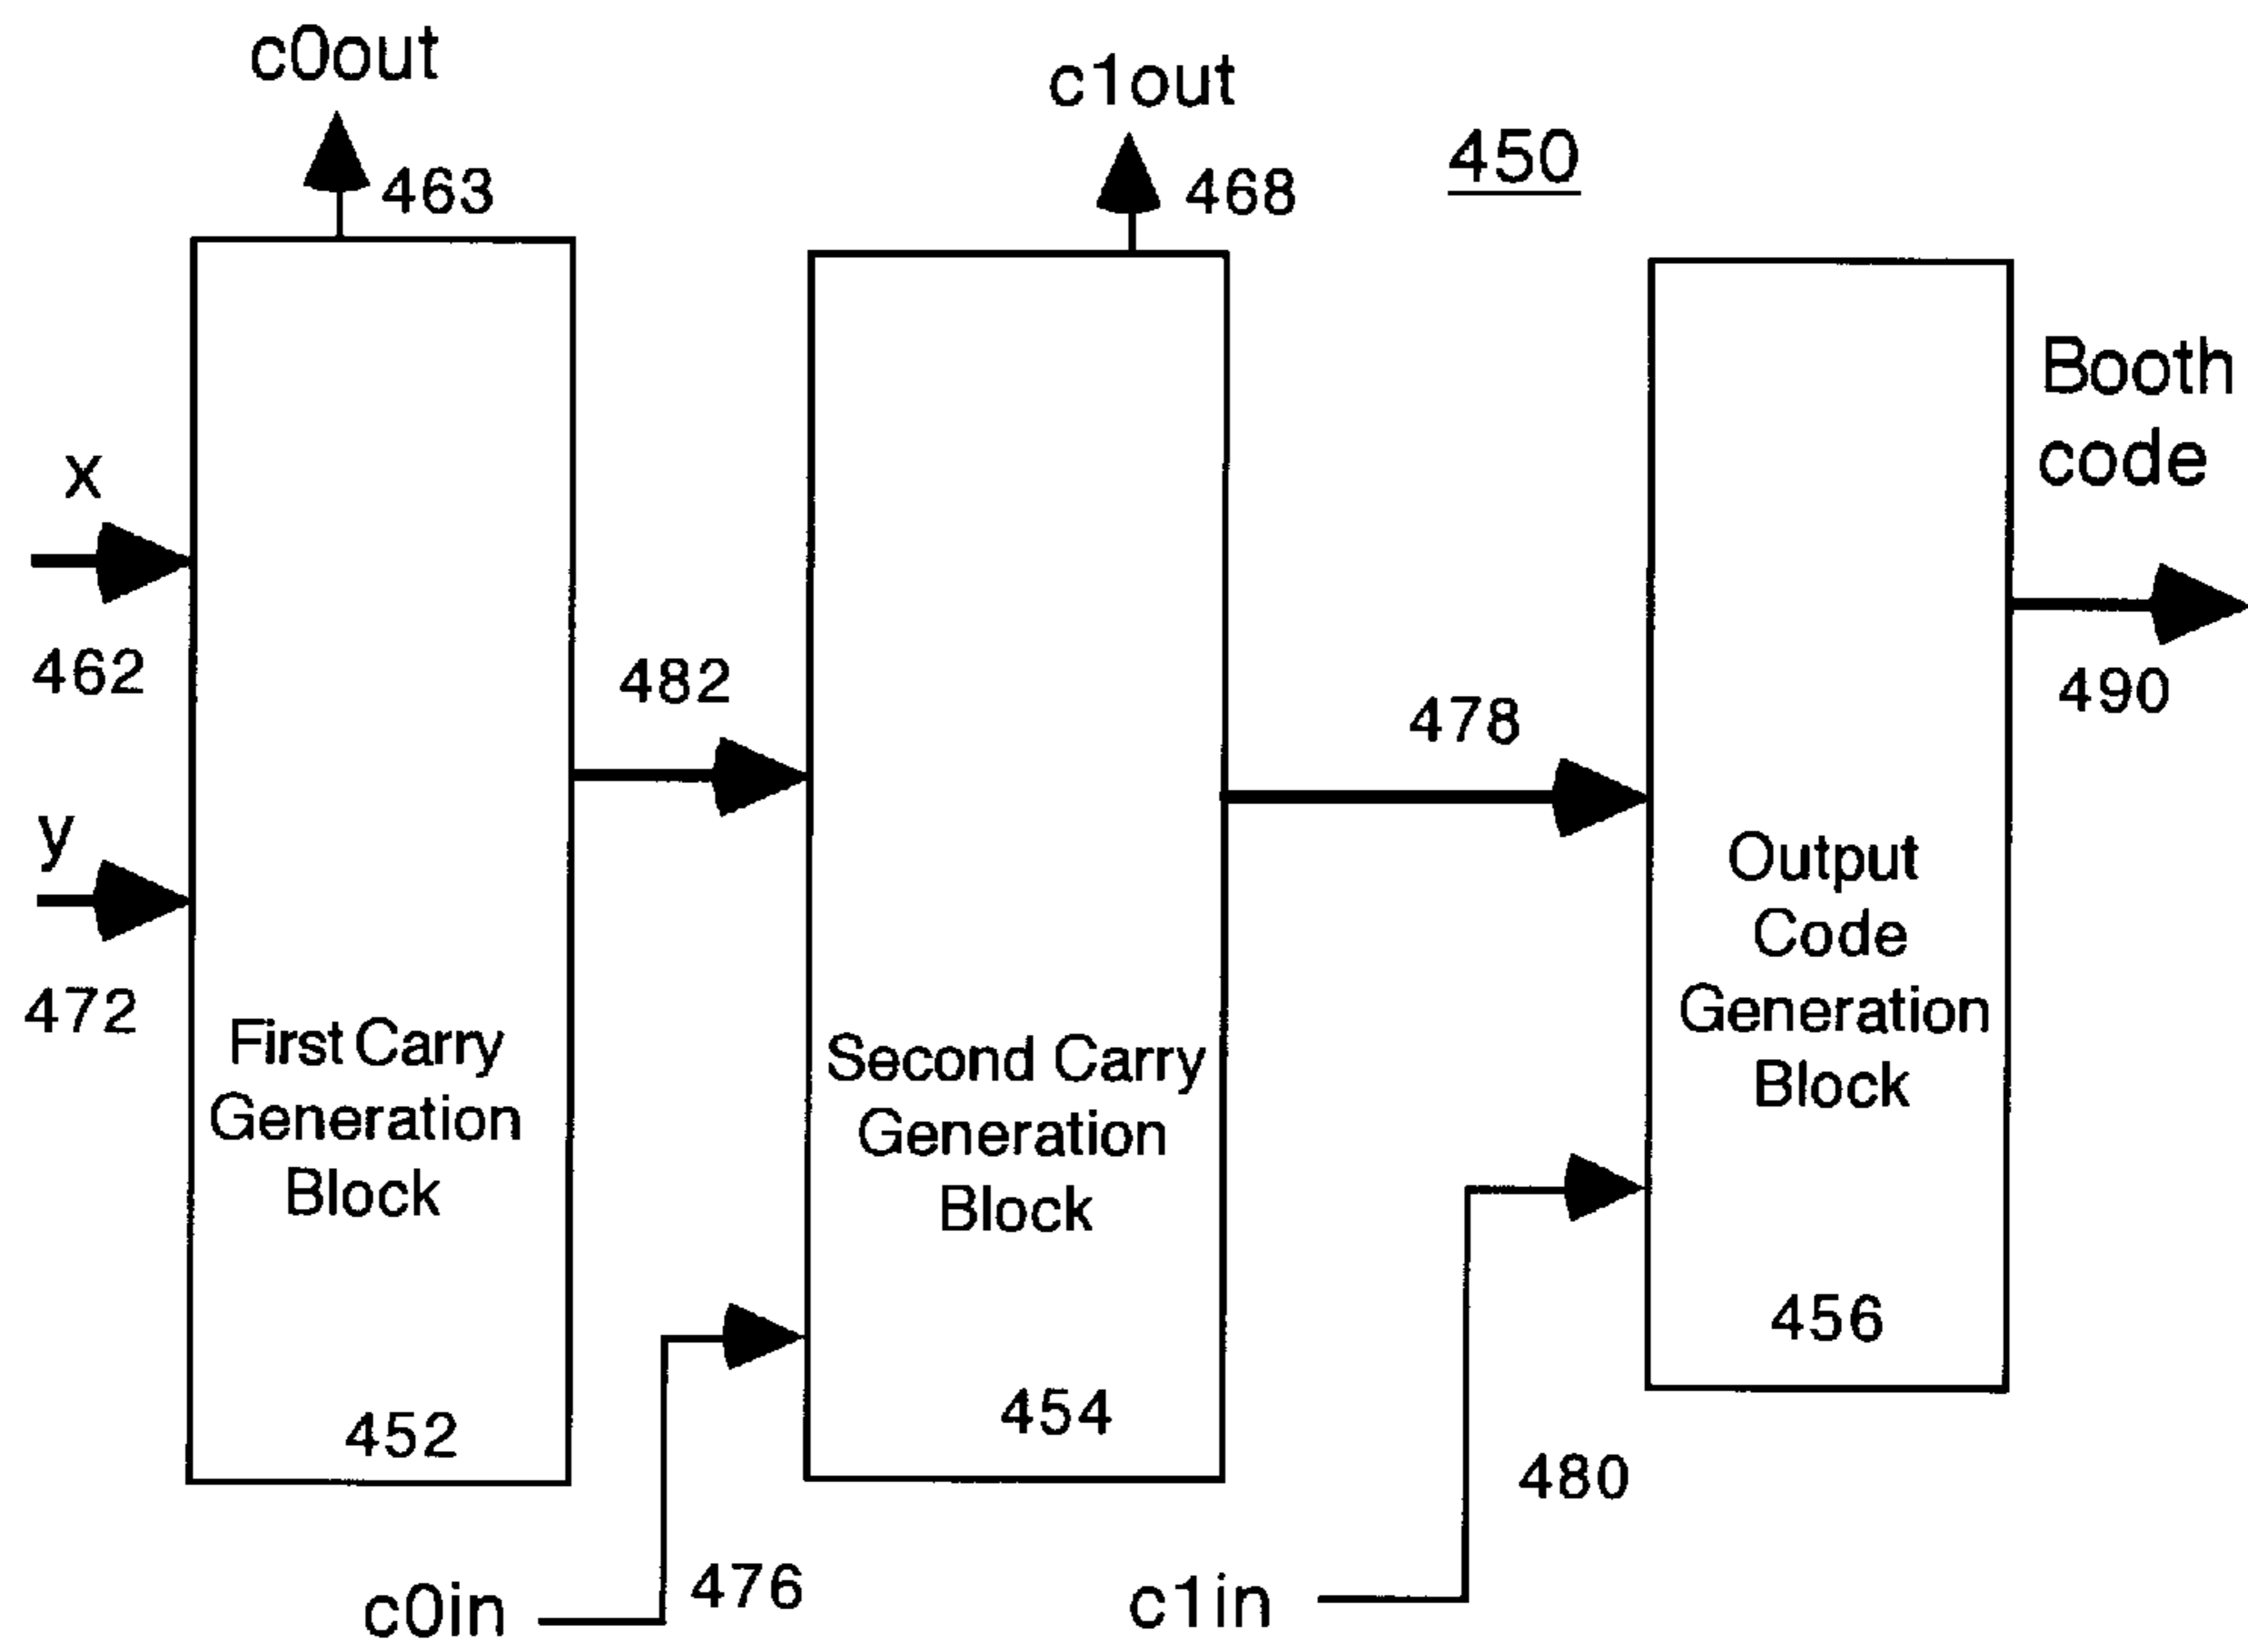 c0out
c1out
463
468
450
Booth
code
x
462
482
478
490
y
472
First Carry
Generation
Block
Second Carry
Generation
Block
Output
Code
Generation
Block
452
454
456
480
476
c0in
c1in